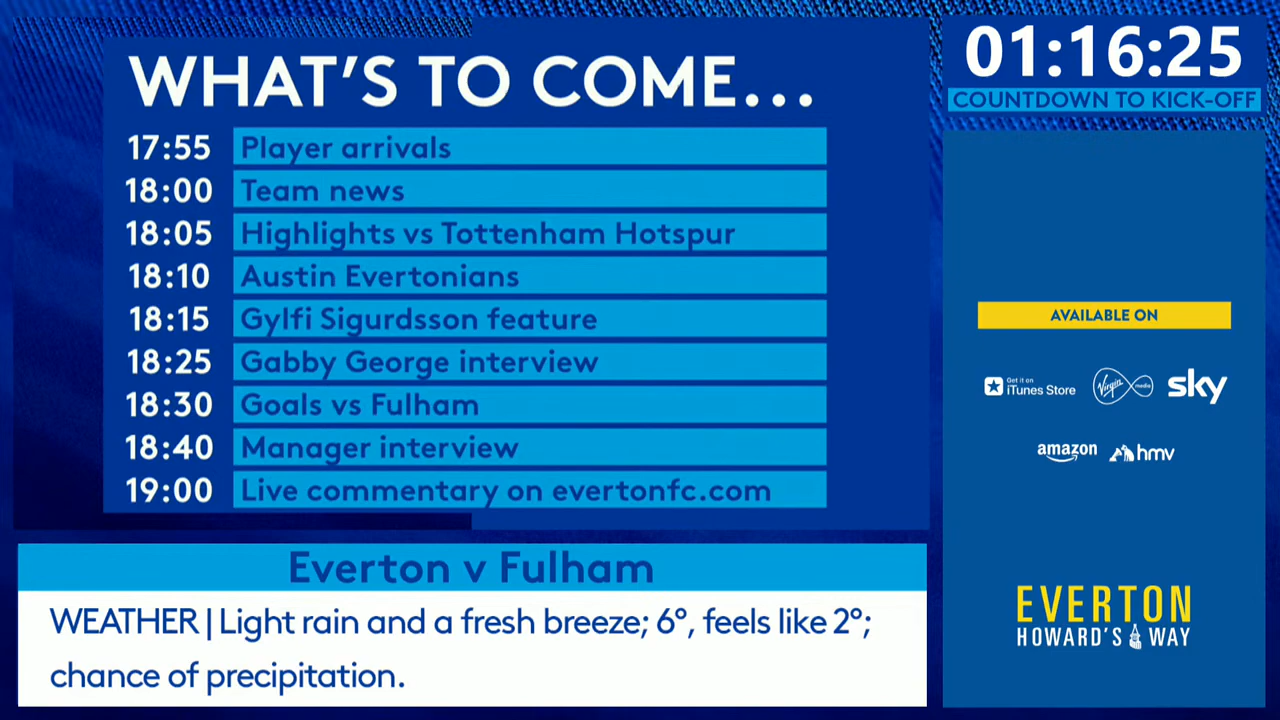 WHAT'S TO COME...
17:55 Player arrivals
18:00 Team news
18:05 Highlights vs Tottenham Hotspur
18:10 Austin Evertonians
18:15 Gylfi Sigurdsson feature
18:25 Gabby George interview
18:30 Goals vs Fulham
18:40 Manager interview
19:00 Live commentary on evertonfc.com
Everton v Fulham
WEATHER | Light rain and a fresh breeze; 6º, feels like 2º;
chance of precipitation.
01:16:25
COUNTDOWN TO KICK-OFF
AVAILABLE ON
Get it on
iTunes Store
Virgin media
sky
amazon
hmv
EVERTON
HOWARD'S WAY